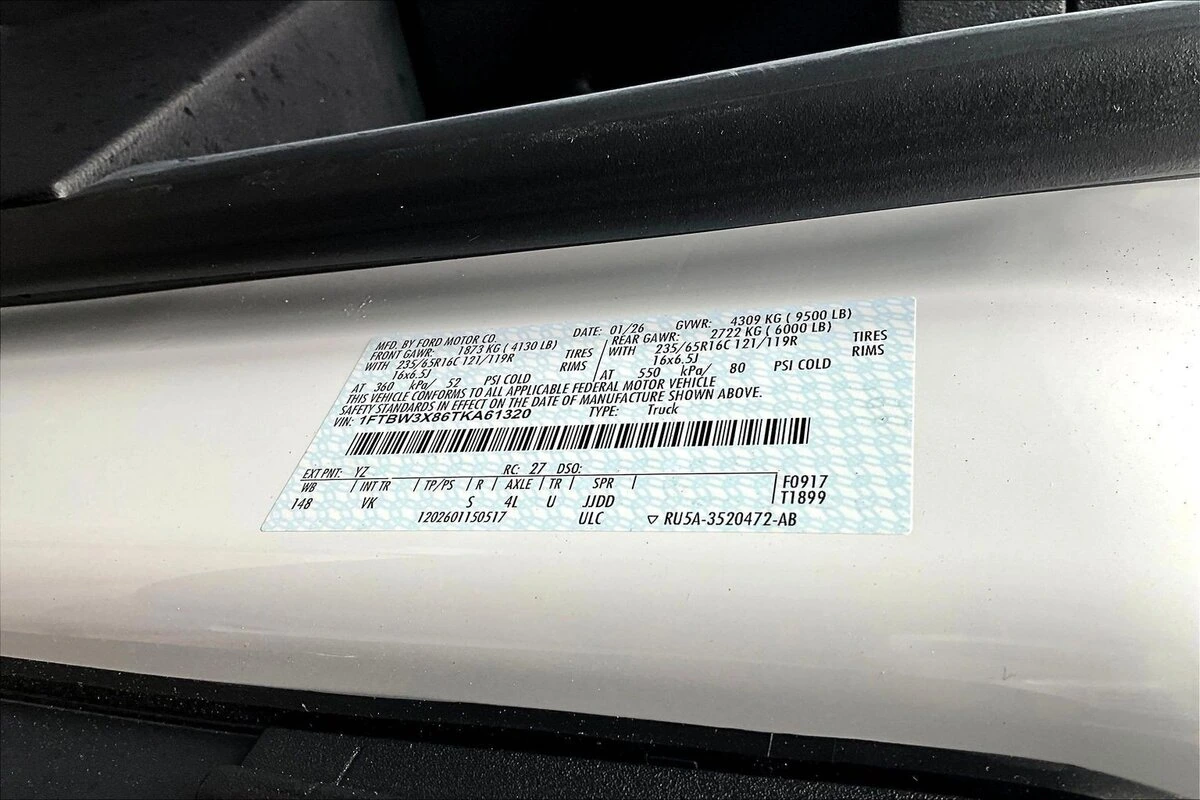 MFD. BY FORD MOTOR CO. DATE: 01/26 GVWR: 4309 KG ( 9500 LB)
FRONT GAWR: 1873 KG ( 4130 LB) REAR GAWR: 2722 KG ( 6000 LB)
WITH 235/65R16C 121/119R TIRES WITH 235/65R16C 121/119R TIRES
16x6.5J RIMS 16x6.5J RIMS
AT 360 kPa/ 52 PSI COLD AT 550 kPa/ 80 PSI COLD
THIS VEHICLE CONFORMS TO ALL APPLICABLE FEDERAL MOTOR VEHICLE
SAFETY STANDARDS IN EFFECT ON THE DATE OF MANUFACTURE SHOWN ABOVE.
VIN: 1FTBW3X86TKA61320 TYPE: Truck
EXT PNT: YZ RC: 27 DSO:
WB INT TR TP/PS R AXLE TR SPR F0917
148 VK S 4L U JJDD T1899
1202601150517 ULC ▽ RU5A-3520472-AB